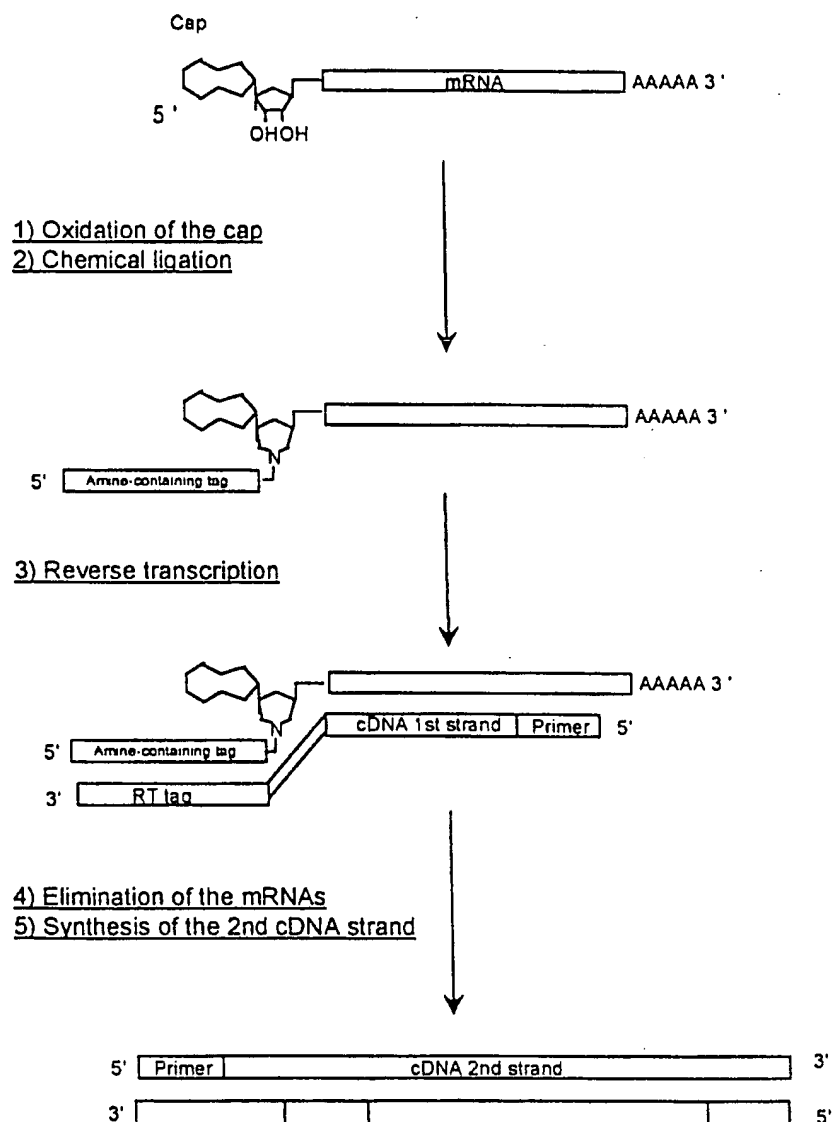 Cap
mRNA
AAAAA 3 '
5 '
OHOH
1) Oxidation of the cap
2) Chemical ligation
AAAAA 3 '
N
5' Amine-containing tag
3) Reverse transcription
AAAAA 3 '
cDNA 1st strand Primer 5'
N
5' Amine-containing tag
3' RT tag
4) Elimination of the mRNAs
5) Synthesis of the 2nd cDNA strand
5' Primer cDNA 2nd strand 3'
3' 5'